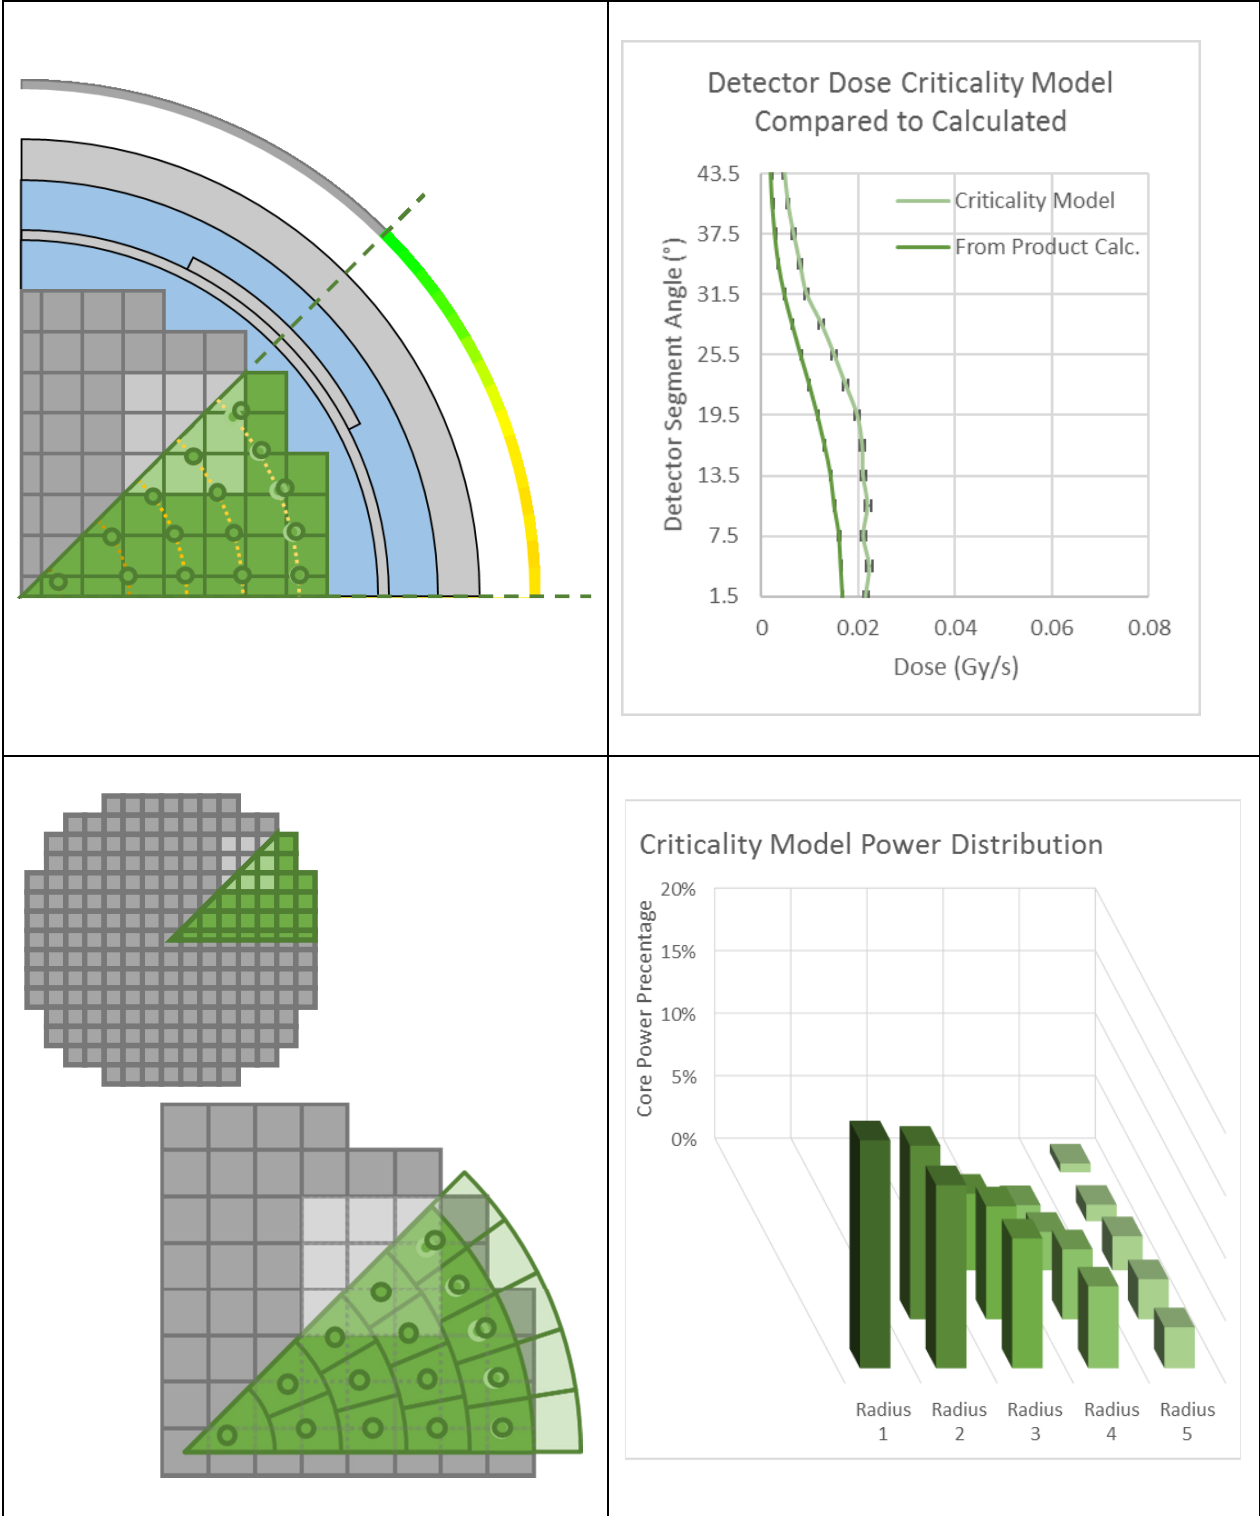 Detector Dose Criticality Model
Compared to Calculated
43.5
37.5
31.5
25.5
19.5
13.5
7.5
1.5
Detector Segment Angle (°)
Criticality Model
From Product Calc.
0 0.02 0.04 0.06 0.08
Dose (Gy/s)
Criticality Model Power Distribution
20%
15%
10%
5%
0%
Core Power Precentage
Radius 1
Radius 2
Radius 3
Radius 4
Radius 5